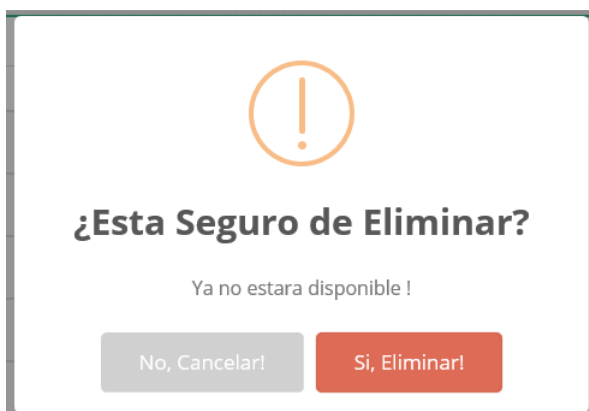 ¿Esta Seguro de Eliminar?
Ya no estara disponible !
No, Cancelar!
Si, Eliminar!